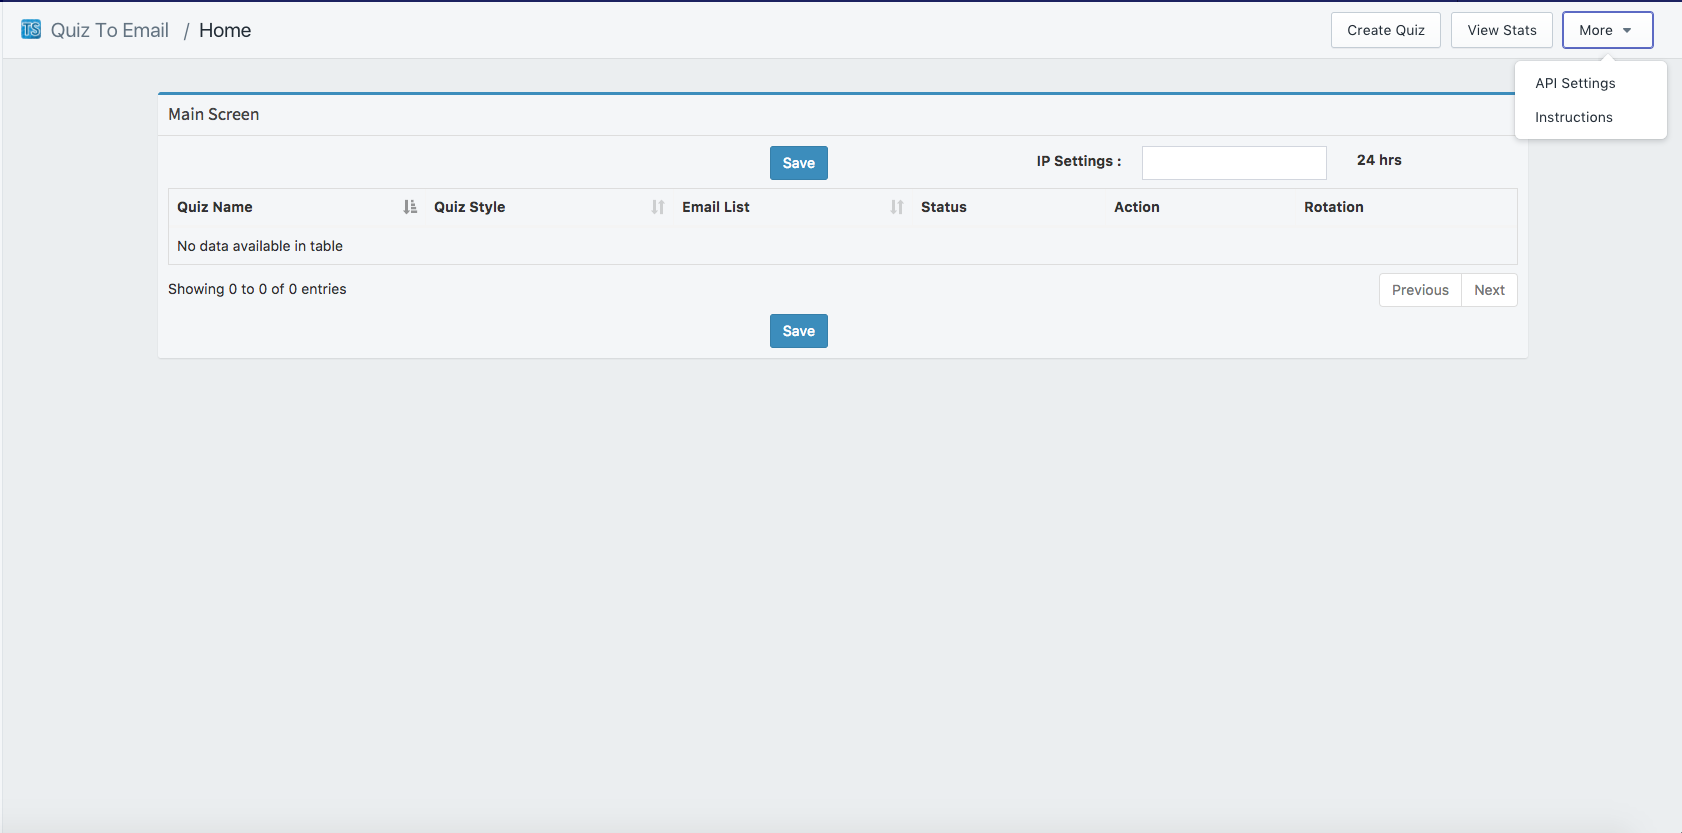 TS Quiz To Email / Home
Create Quiz View Stats More
API Settings
Instructions
Main Screen
Save IP Settings : 24 hrs
Quiz Name Quiz Style Email List Status Action Rotation
No data available in table
Showing 0 to 0 of 0 entries
Previous Next
Save